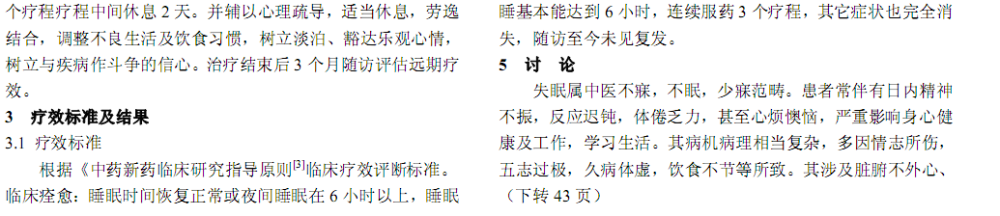 个疗程疗程中间休息 2 天。并辅以心理疏导，适当休息，劳逸
结合，调整不良生活及饮食习惯，树立淡泊、豁达乐观心情，
树立与疾病作斗争的信心。治疗结束后 3 个月随访评估远期疗
效。
3 疗效标准及结果
3.1 疗效标准
根据《中药新药临床研究指导原则[3]临床疗效评断标准。
临床痊愈：睡眠时间恢复正常或夜间睡眠在 6 小时以上，睡眠
睡基本能达到 6 小时，连续服药 3 个疗程，其它症状也完全消
失，随访至今未见复发。
5 讨 论
失眠属中医不寐，不眠，少寐范畴。患者常伴有日内精神
不振，反应迟钝，体倦乏力，甚至心烦懊恼，严重影响身心健
康及工作，学习生活。其病机病理相当复杂，多因情志所伤，
五志过极，久病体虚，饮食不节等所致。其涉及脏腑不外心、
（下转 43 页）